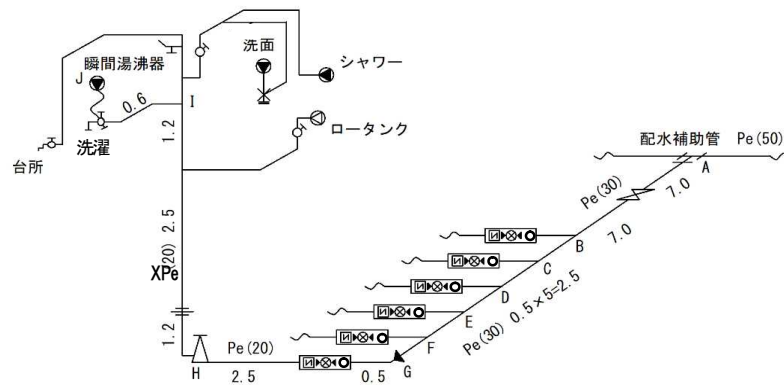 洗面
シャワー
瞬間湯沸器
J
0.6
I
洗濯
台所
1.2
ロータンク
配水補助管 Pe(50)
A
Pe(30)
7.0
7.0
B
C
D
E
F
G
Pe(30) 0.5×5=2.5
2.5
XPe(20)
1.2
H
Pe(20)
2.5
0.5